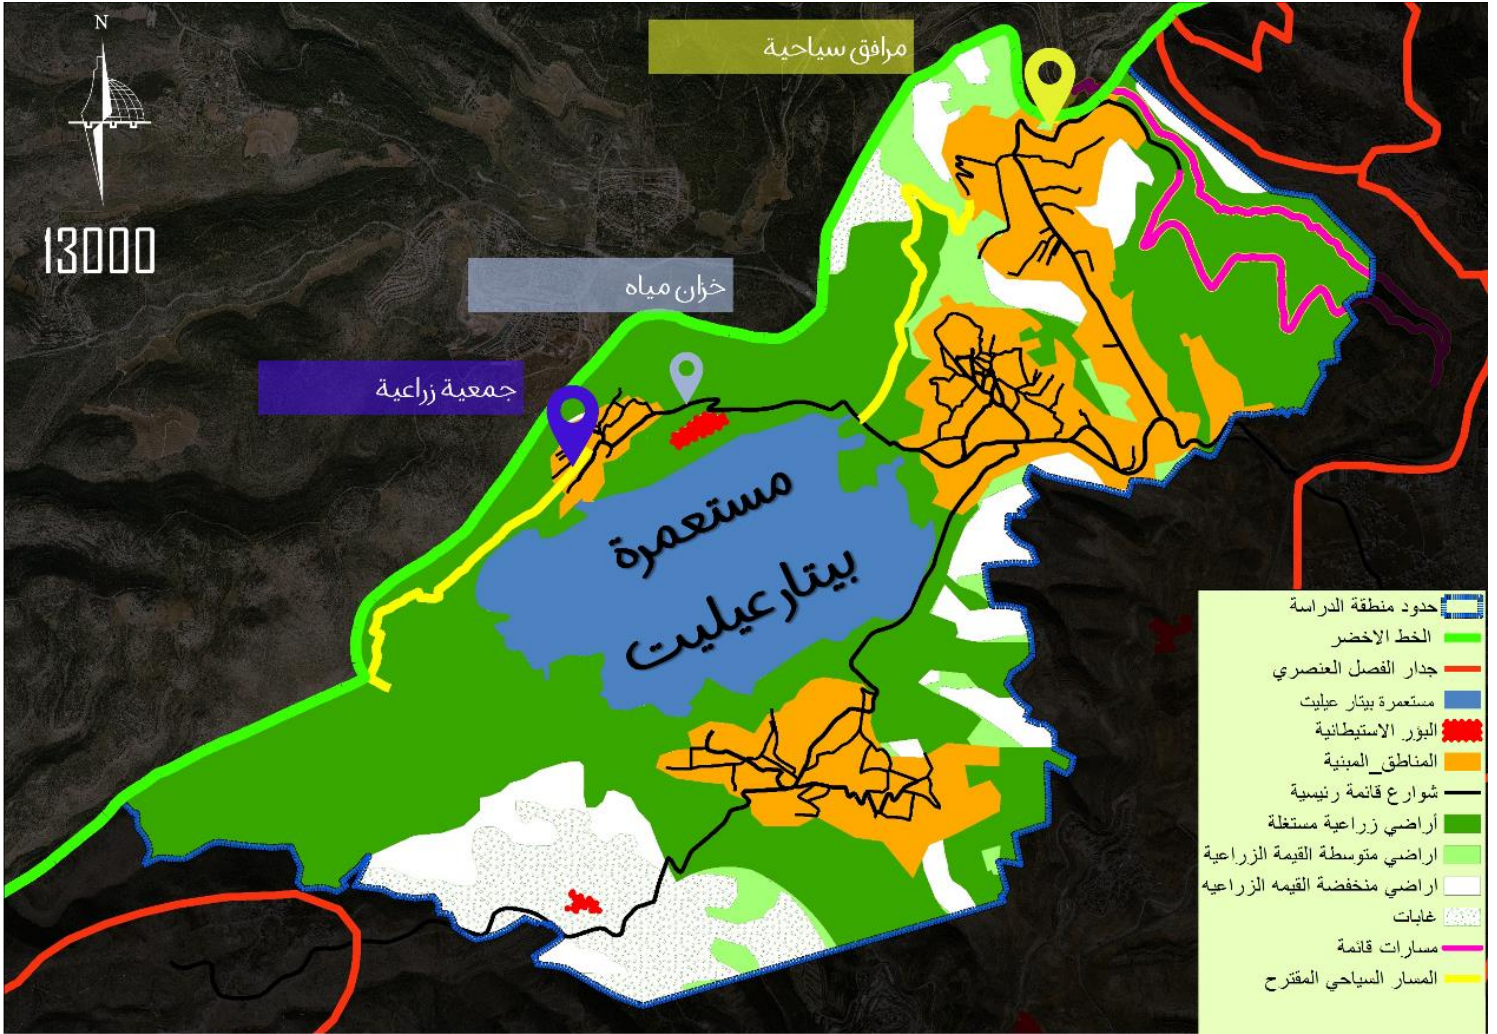 N
13000
مرافق سياحية
خزان مياه
جمعية زراعية
مستعمرة
بيتار عيليت
حدود منطقة الدراسة
الخط الاخضر
جدار الفصل العنصري
مستعمرة بيتار عيليت
البؤر الاستيطانية
المناطق_المبنية
شوارع قائمة رئيسية
أراضي زراعية مستغلة
اراضي متوسطة القيمة الزراعية
اراضي منخفضة القيمه الزراعيه
غابات
مسارات قائمة
المسار السياحي المقترح